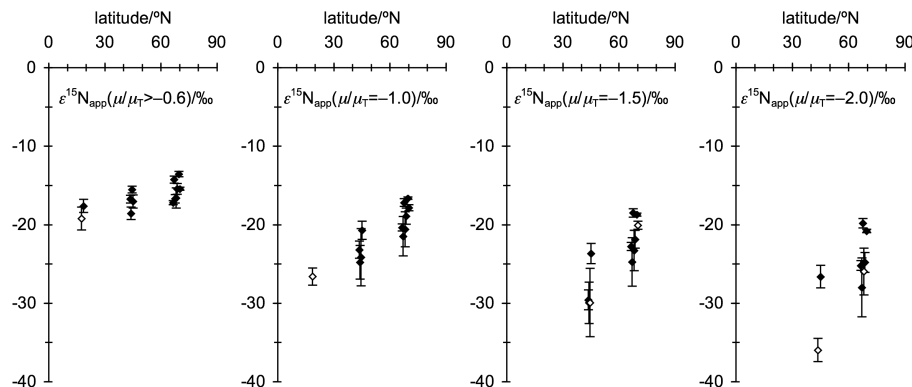 latitude/ºN latitude/ºN latitude/ºN latitude/ºN
0 30 60 90 0 30 60 90 0 30 60 90 0 30 60 90
0 0 0 0
ε¹⁵Napp(μ/μT>−0.6)/‰ ε¹⁵Napp(μ/μT=−1.0)/‰ ε¹⁵Napp(μ/μT=−1.5)/‰ ε¹⁵Napp(μ/μT=−2.0)/‰
-10 -10 -10 -10
-20 -20 -20 -20
-30 -30 -30 -30
-40 -40 -40 -40